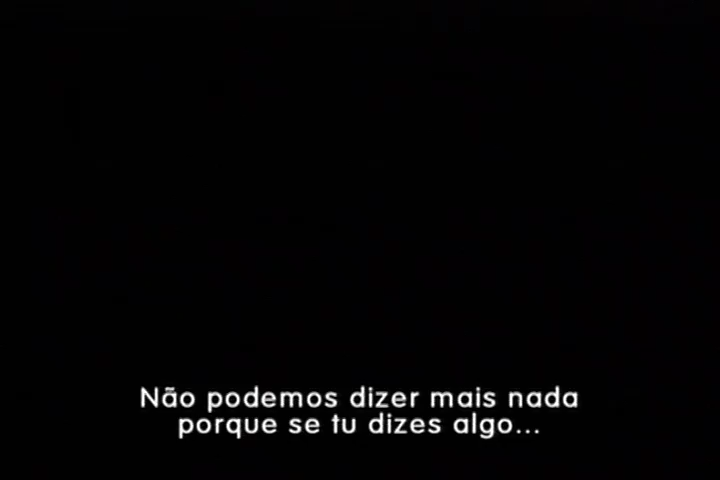 Não podemos dizer mais nada
porque se tu dizes algo...